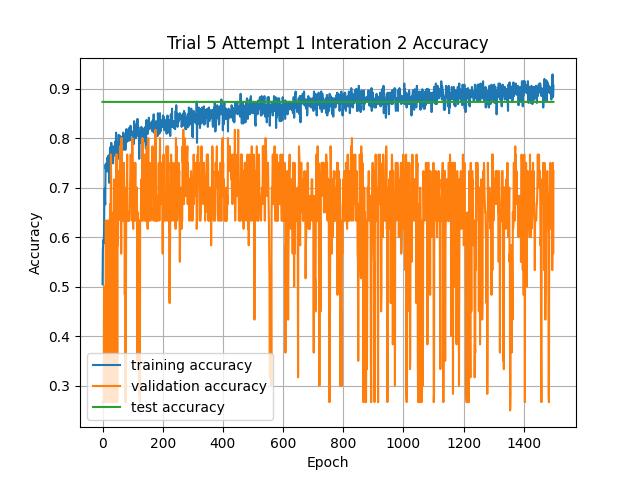 Trial 5 Attempt 1 Interation 2 Accuracy
0.9
0.8
0.7
0.6
0.5
0.4
0.3
Accuracy
training accuracy
validation accuracy
test accuracy
0 200 400 600 800 1000 1200 1400
Epoch